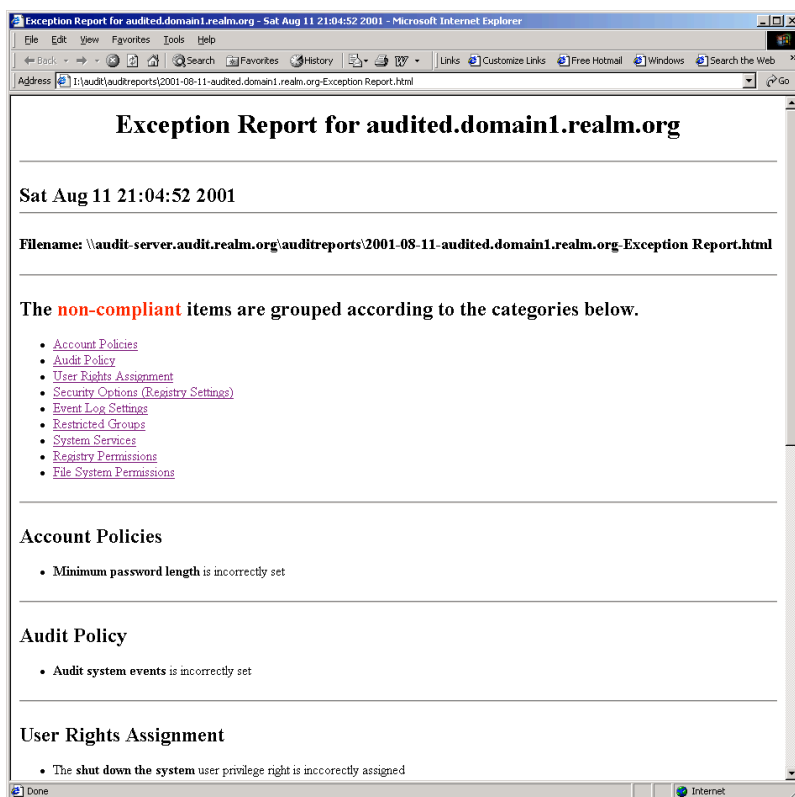 Exception Report for audited.domain1.realm.org - Sat Aug 11 21:04:52 2001 - Microsoft Internet Explorer
File Edit View Favorites Tools Help
Back Search Favorites History Links Customize Links Free Hotmail Windows Search the Web »
Address I:\audit\auditreports\2001-08-11-audited.domain1.realm.org-Exception Report.html Go
Exception Report for audited.domain1.realm.org
Sat Aug 11 21:04:52 2001
Filename: \\audit-server.audit.realm.org\auditreports\2001-08-11-audited.domain1.realm.org-Exception Report.html
The non-compliant items are grouped according to the categories below.
• Account Policies
• Audit Policy
• User Rights Assignment
• Security Options (Registry Settings)
• Event Log Settings
• Restricted Groups
• System Services
• Registry Permissions
• File System Permissions
Account Policies
• Minimum password length is incorrectly set
Audit Policy
• Audit system events is incorrectly set
User Rights Assignment
• The shut down the system user privilege right is inccorectly assigned
Done Internet